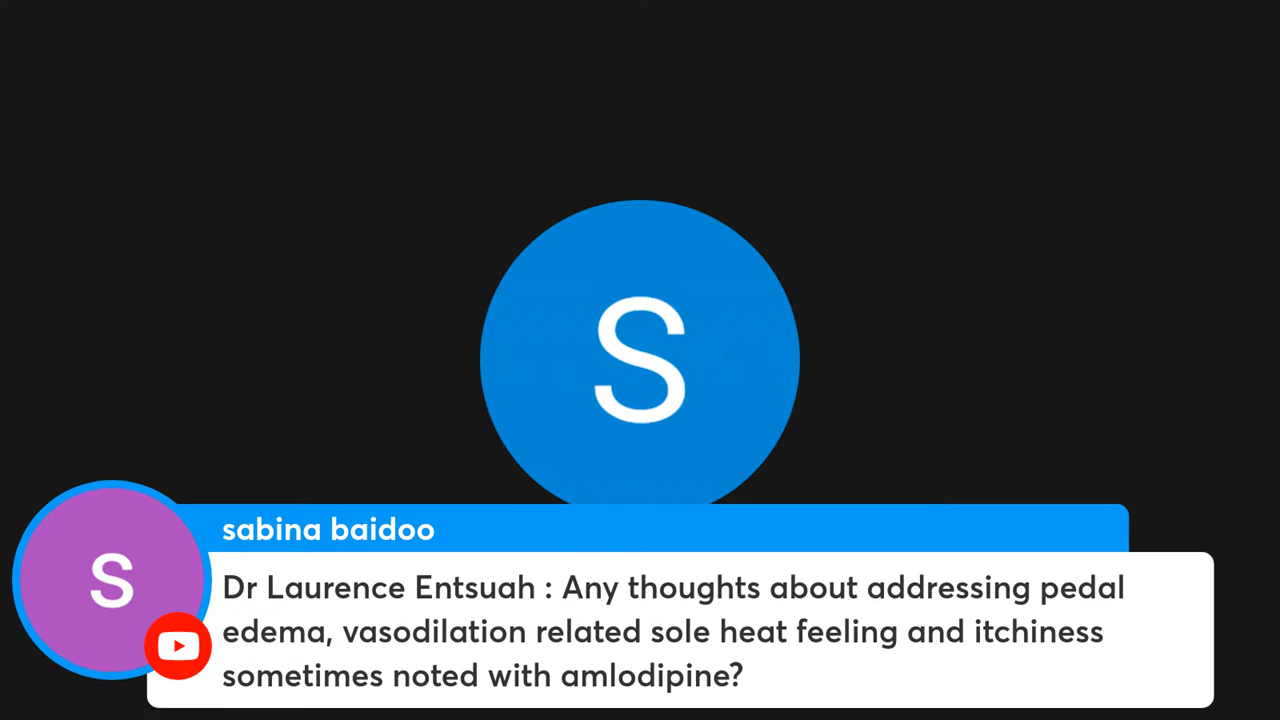 S
sabina baidoo
S
Dr Laurence Entsuah : Any thoughts about addressing pedal
edema, vasodilation related sole heat feeling and itchiness
sometimes noted with amlodipine?